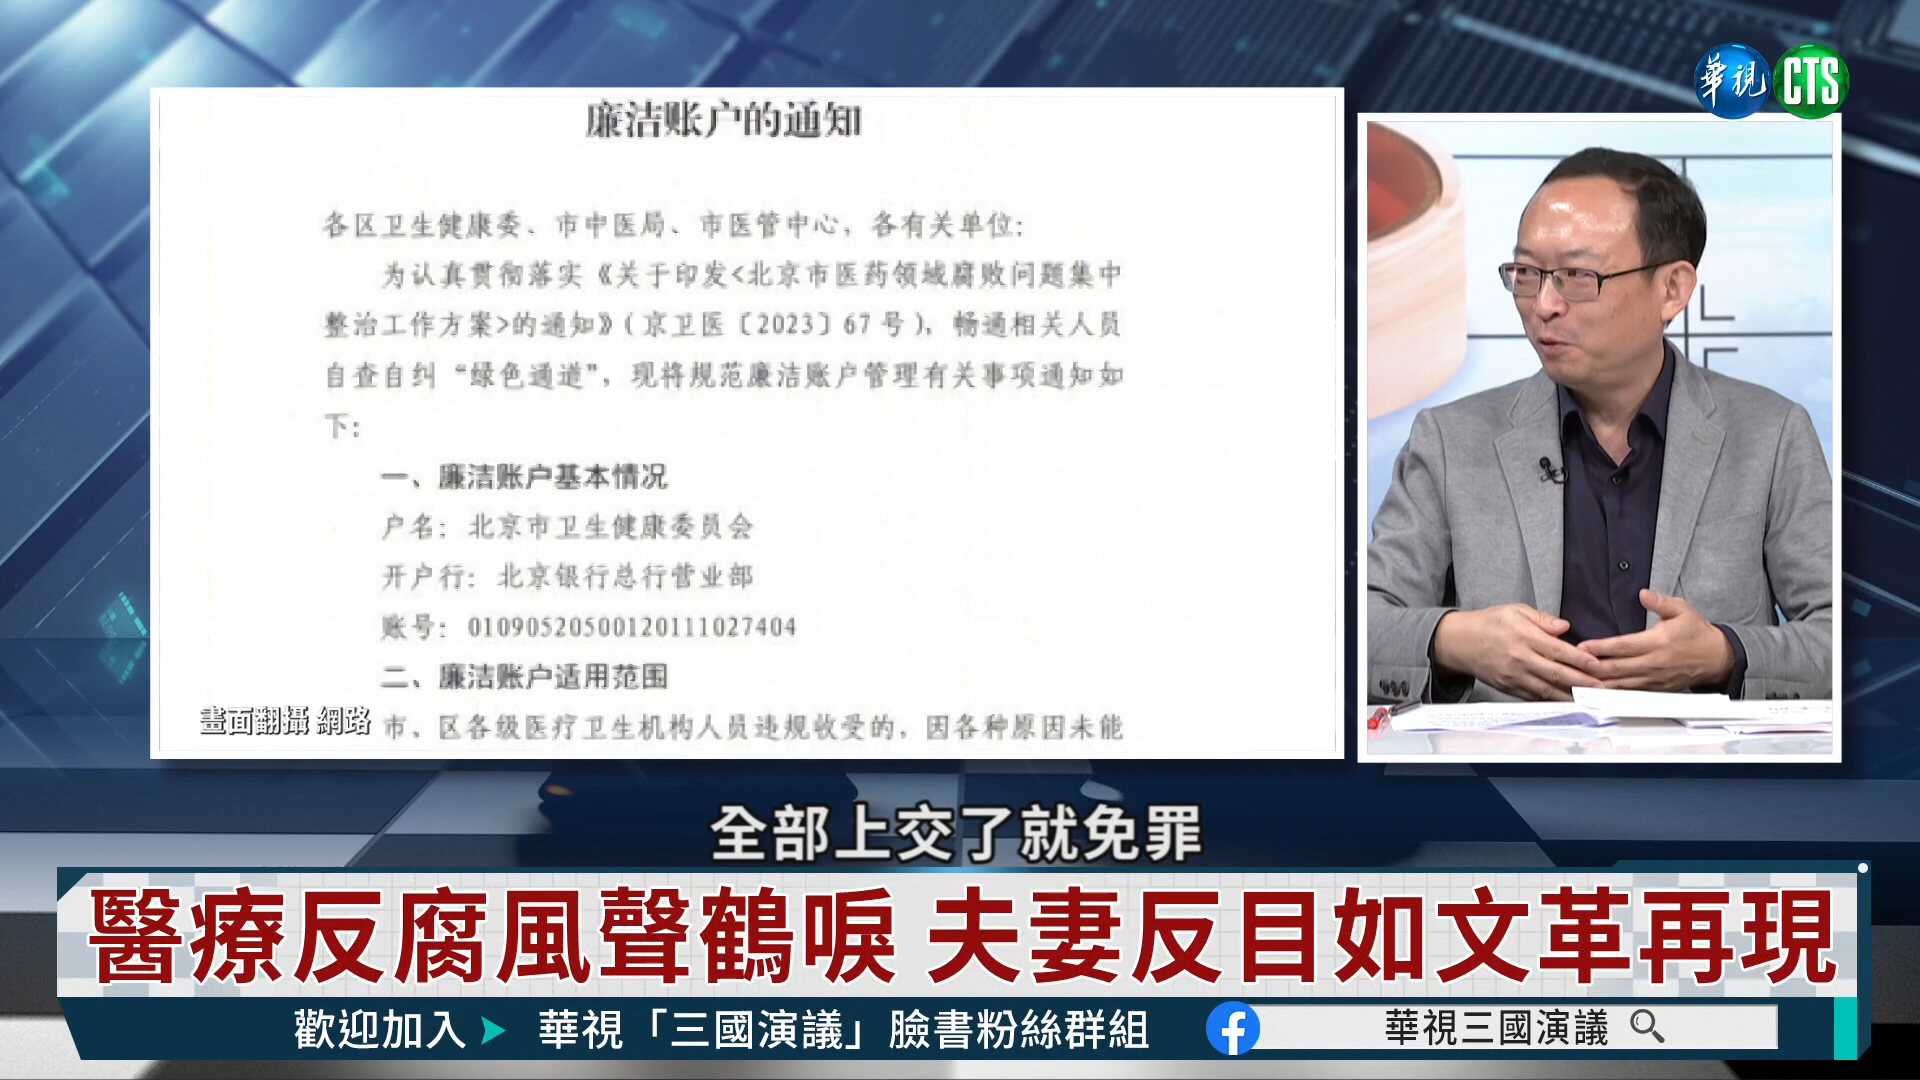 華視 CTS
廉洁账户的通知
各区卫生健康委、市中医局、市医管中心，各有关单位：
为认真贯彻落实《关于印发<北京市医药领域腐败问题集中
整治工作方案>的通知》（京卫医〔2023〕67号），畅通相关人员
自查自纠“绿色通道”，现将规范廉洁账户管理有关事项通知如
下：
一、廉洁账户基本情况
户名：北京市卫生健康委员会
开户行：北京银行总行营业部
账号：01090520500120111027404
二、廉洁账户适用范围
市、区各级医疗卫生机构人员违规收受的，因各种原因未能
畫面翻攝 網路
全部上交了就免罪
醫療反腐風聲鶴唳 夫妻反目如文革再現
歡迎加入 華視「三國演議」臉書粉絲群組 華視三國演議